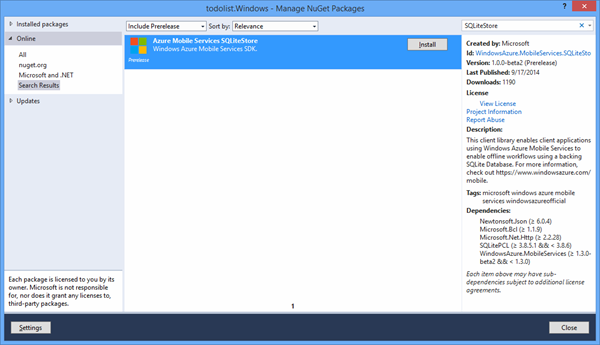 todolist.Windows - Manage NuGet Packages
Installed packages
Online
All
nuget.org
Microsoft and .NET
Search Results
Updates
Each package is licensed to you by its
owner. Microsoft is not responsible
for, nor does it grant any licenses to,
third-party packages.
Include Prerelease
Sort by: Relevance
Azure Mobile Services SQLiteStore
Windows Azure Mobile Services SDK.
Prerelease
Install
1
SQLiteStore
Created by: Microsoft
Id: WindowsAzure.MobileServices.SQLiteSto
Version: 1.0.0-beta2 (Prerelease)
Last Published: 9/17/2014
Downloads: 1190
License
View License
Project Information
Report Abuse
Description:
This client library enables client applications
using Windows Azure Mobile Services to
enable offline workflows using a backing
SQLite Database. For more information,
check out https://www.windowsazure.com/
mobile.
Tags: microsoft windows azure mobile
services windowsazureofficial
Dependencies:
Newtonsoft.Json (≥ 6.0.4)
Microsoft.Bcl (≥ 1.1.9)
Microsoft.Net.Http (≥ 2.2.28)
SQLitePCL (≥ 3.8.5.1 && < 3.8.6)
WindowsAzure.MobileServices (≥ 1.3.0-
beta2 && < 1.3.0)
Each item above may have sub-
dependencies subject to additional license
agreements.
Settings
Close